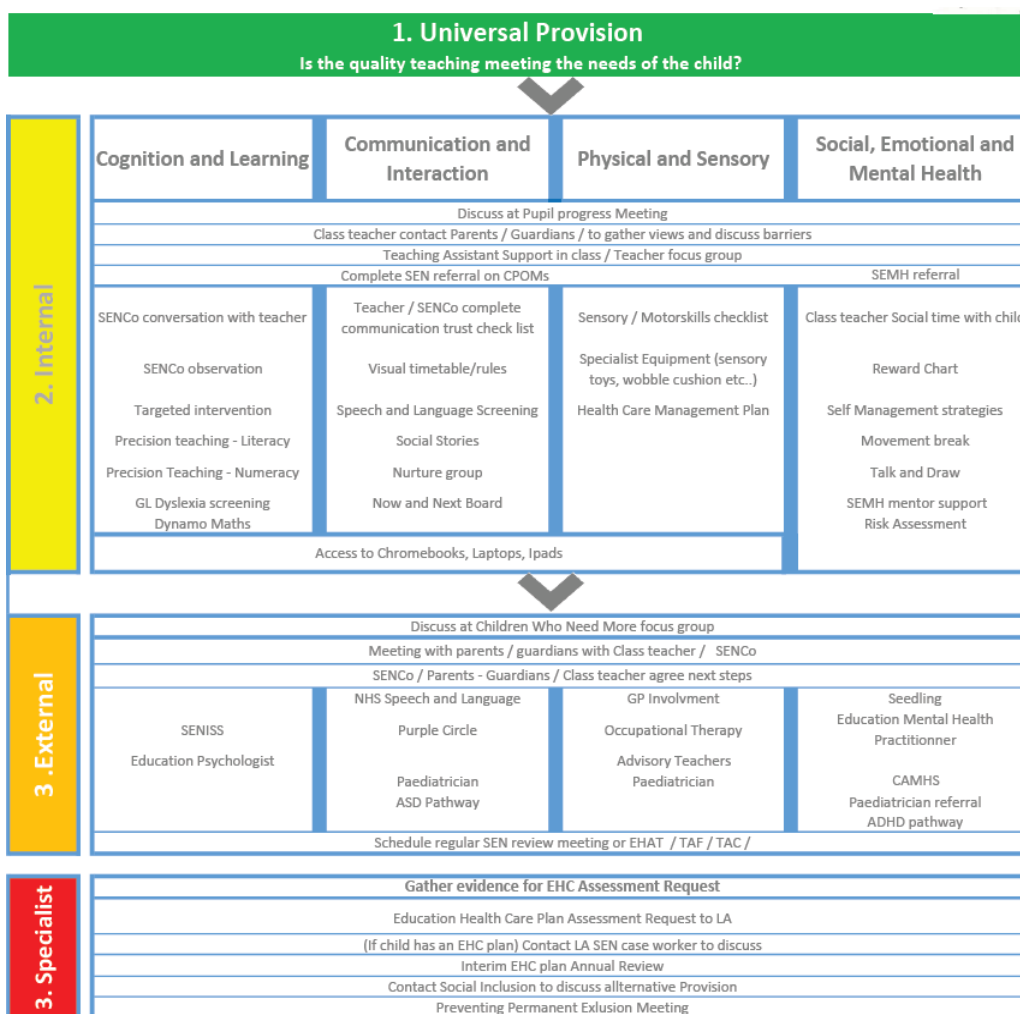 1. Universal Provision
Is the quality teaching meeting the needs of the child?
2. Internal
Cognition and Learning
Communication and
Interaction
Physical and Sensory
Social, Emotional and
Mental Health
Discuss at Pupil progress Meeting
Class teacher contact Parents / Guardians / to gather views and discuss barriers
Teaching Assistant Support in class / Teacher focus group
Complete SEN referral on CPOMs
SEMH referral
SENCo conversation with teacher
SENCo observation
Targeted intervention
Precision teaching - Literacy
Precision Teaching - Numeracy
GL Dyslexia screening
Dynamo Maths
Teacher / SENCo complete
communication trust check list
Visual timetable/rules
Speech and Language Screening
Social Stories
Nurture group
Now and Next Board
Sensory / Motorskills checklist
Specialist Equipment (sensory
toys, wobble cushion etc..)
Health Care Management Plan
Class teacher Social time with child
Reward Chart
Self Management strategies
Movement break
Talk and Draw
SEMH mentor support
Risk Assessment
Access to Chromebooks, Laptops, Ipads
3 .External
Discuss at Children Who Need More focus group
Meeting with parents / guardians with Class teacher / SENCo
SENCo / Parents - Guardians / Class teacher agree next steps
SENISS
Education Psychologist
NHS Speech and Language
Purple Circle
Paediatrician
ASD Pathway
GP Involvment
Occupational Therapy
Advisory Teachers
Paediatrician
Seedling
Education Mental Health
Practitionner
CAMHS
Paediatrician referral
ADHD pathway
Schedule regular SEN review meeting or EHAT / TAF / TAC /
3. Specialist
Gather evidence for EHC Assessment Request
Education Health Care Plan Assessment Request to LA
(If child has an EHC plan) Contact LA SEN case worker to discuss
Interim EHC plan Annual Review
Contact Social Inclusion to discuss allternative Provision
Preventing Permanent Exlusion Meeting